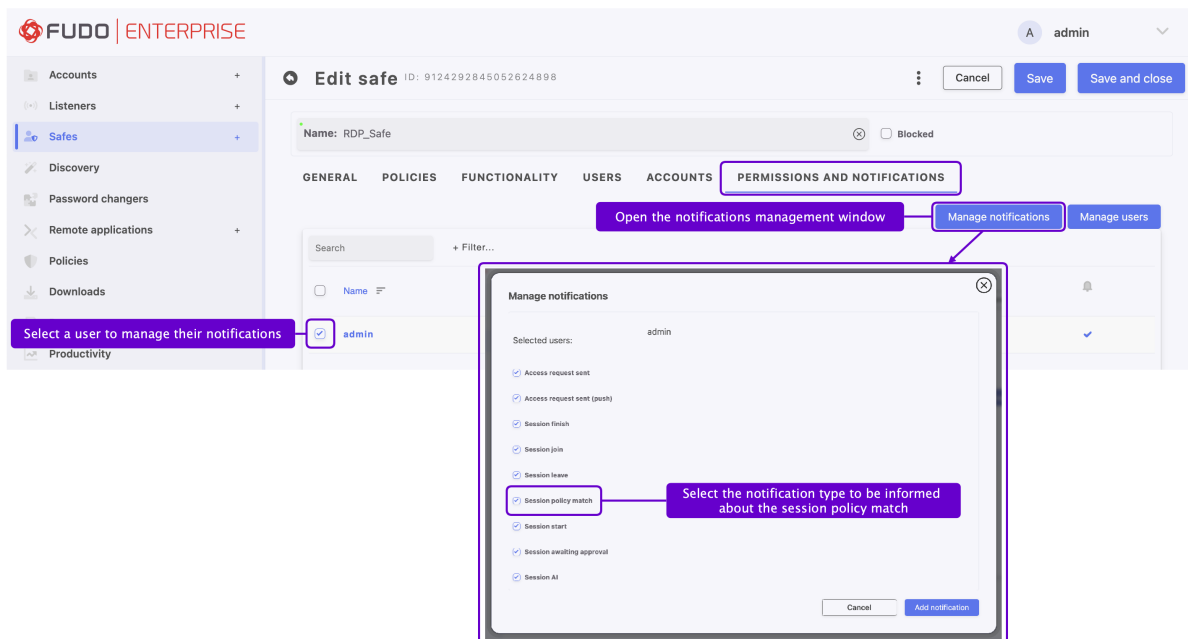 FUDO ENTERPRISE
A admin
Accounts +
Edit safe ID: 9124292845052624898
Cancel
Save
Save and close
Listeners +
Safes +
Name: RDP_Safe
Blocked
Discovery
GENERAL POLICIES FUNCTIONALITY USERS ACCOUNTS PERMISSIONS AND NOTIFICATIONS
Password changers
Open the notifications management window
Manage notifications
Manage users
Remote applications +
Search
+ Filter...
Policies
Downloads
Name
Select a user to manage their notifications
admin
Productivity
Manage notifications
Selected users:
admin
Access request sent
Access request sent (push)
Session finish
Session join
Session leave
Session policy match
Select the notification type to be informed
about the session policy match
Session start
Session awaiting approval
Session AI
Cancel
Add notification